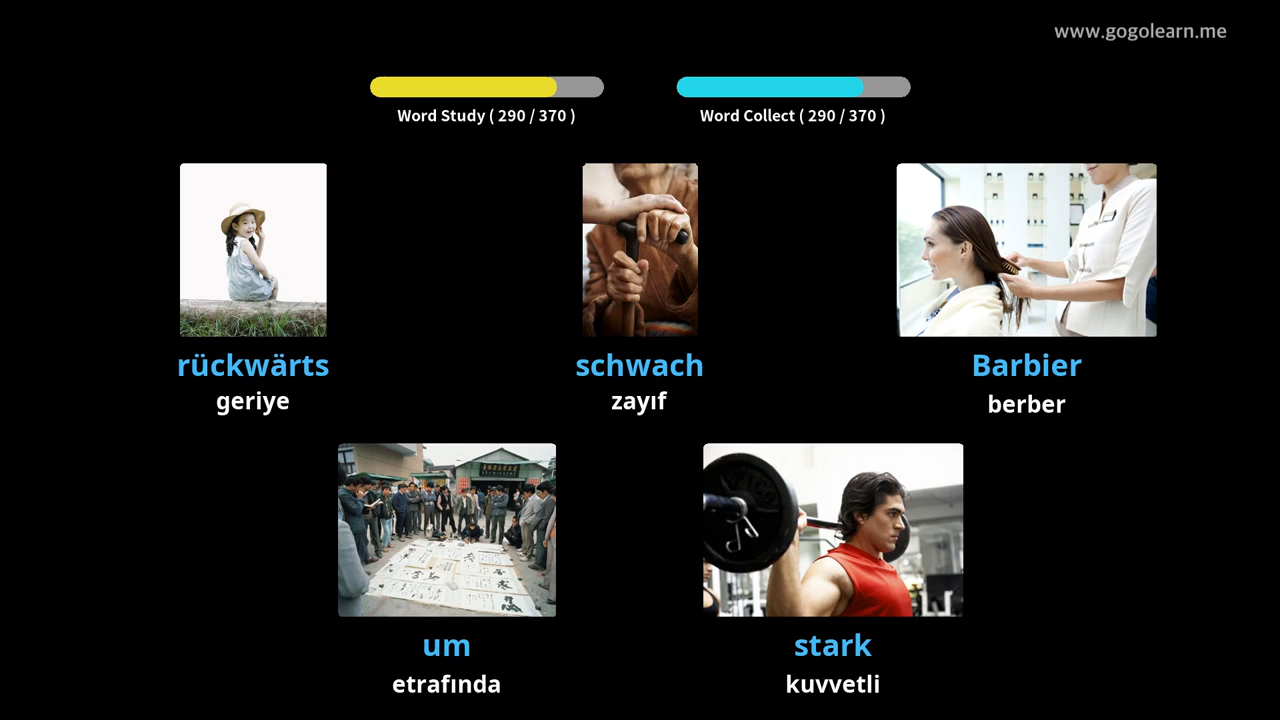 www.gogolearn.me
Word Study ( 290 / 370 )
Word Collect ( 290 / 370 )
rückwärts
geriye
schwach
zayıf
Barbier
berber
um
etrafında
stark
kuvvetli